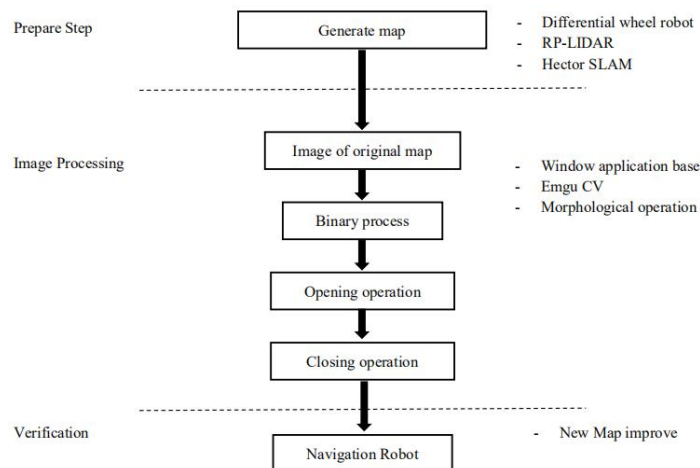 Prepare Step
Generate map
- Differential wheel robot
- RP-LIDAR
- Hector SLAM
Image Processing
Image of original map
Binary process
Opening operation
Closing operation
- Window application base
- Emgu CV
- Morphological operation
Verification
Navigation Robot
- New Map improve